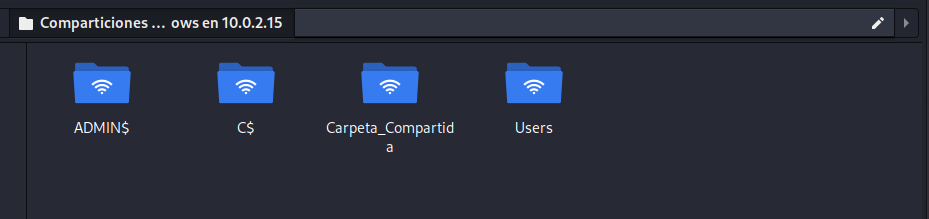 Comparticiones ... ows en 10.0.2.15
ADMIN$
C$
Carpeta_Compartid
a
Users